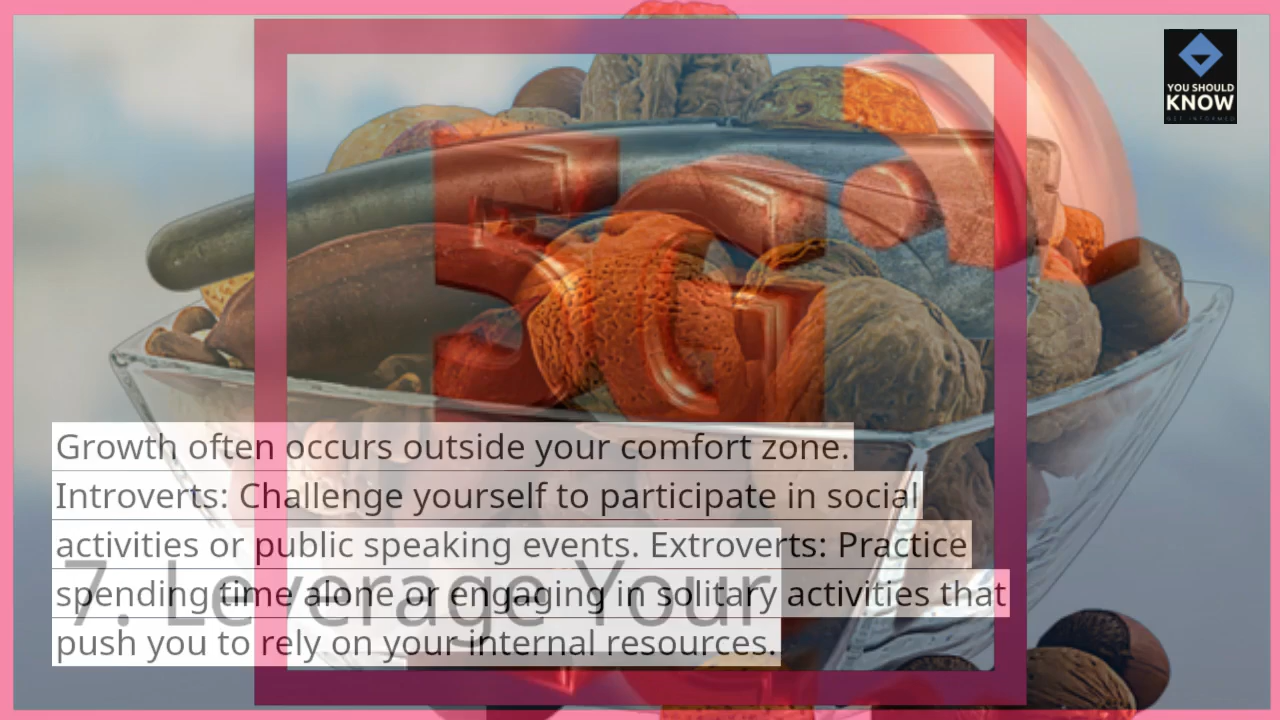 YOU SHOULD
KNOW
GET INFORMED
Growth often occurs outside your comfort zone.
Introverts: Challenge yourself to participate in social
activities or public speaking events. Extroverts: Practice
spending time alone or engaging in solitary activities that
push you to rely on your internal resources.
7. Leverage Your